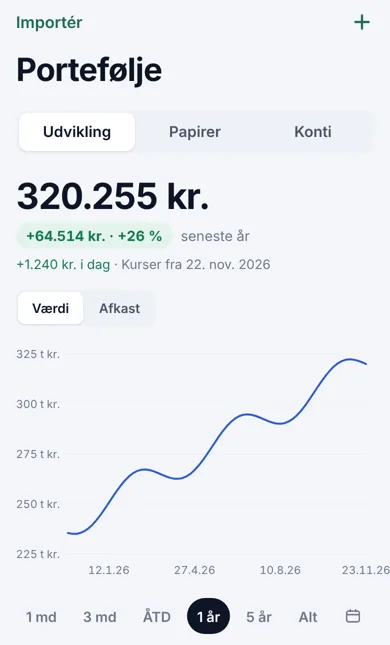 Importér
Portefølje
Udvikling Papirer Konti
320.255 kr.
+64.514 kr. · +26 % seneste år
+1.240 kr. i dag · Kurser fra 22. nov. 2026
Værdi Afkast
325 t kr.
300 t kr.
275 t kr.
250 t kr.
225 t kr.
12.1.26 27.4.26 10.8.26 23.11.26
1 md 3 md ÅTD 1 år 5 år Alt